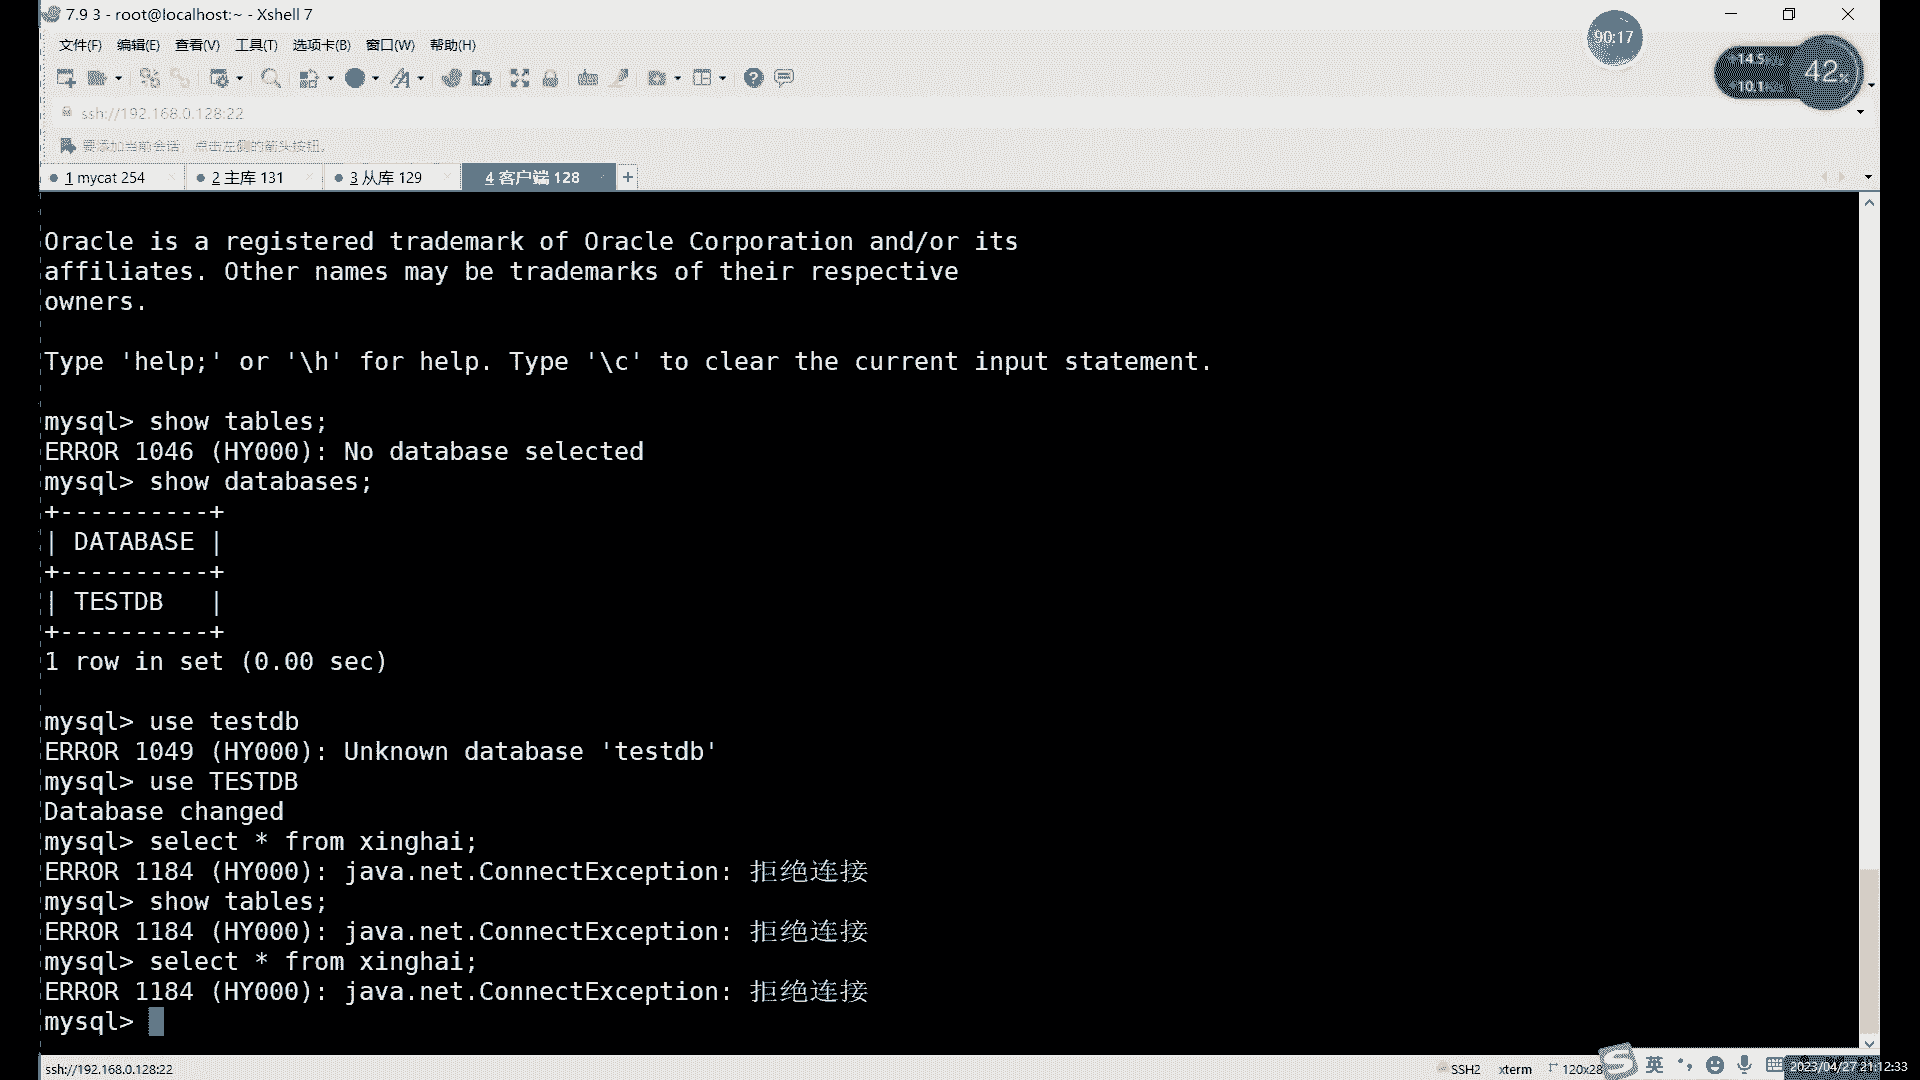 7.9 3 - root@localhost:~ - Xshell 7
90:17
文件(F) 编辑(E) 查看(V) 工具(T) 选项卡(B) 窗口(W) 帮助(H)
14.5
42%
10.1
ssh://192.168.0.128:22
要添加当前会话，点击左侧的箭头按钮。
1 mycat 254 2 主库 131 3 从库 129 4 客户端 128 +
Oracle is a registered trademark of Oracle Corporation and/or its
affiliates. Other names may be trademarks of their respective
owners.
Type 'help;' or '\h' for help. Type '\c' to clear the current input statement.
mysql> show tables;
ERROR 1046 (HY000): No database selected
mysql> show databases;
+----------+
| DATABASE |
+----------+
| TESTDB   |
+----------+
1 row in set (0.00 sec)
mysql> use testdb
ERROR 1049 (HY000): Unknown database 'testdb'
mysql> use TESTDB
Database changed
mysql> select * from xinghai;
ERROR 1184 (HY000): java.net.ConnectException: 拒绝连接
mysql> show tables;
ERROR 1184 (HY000): java.net.ConnectException: 拒绝连接
mysql> select * from xinghai;
ERROR 1184 (HY000): java.net.ConnectException: 拒绝连接
mysql>
ssh://192.168.0.128:22 SSH2 xterm 120x28 英 2023/04/27 21:12:33